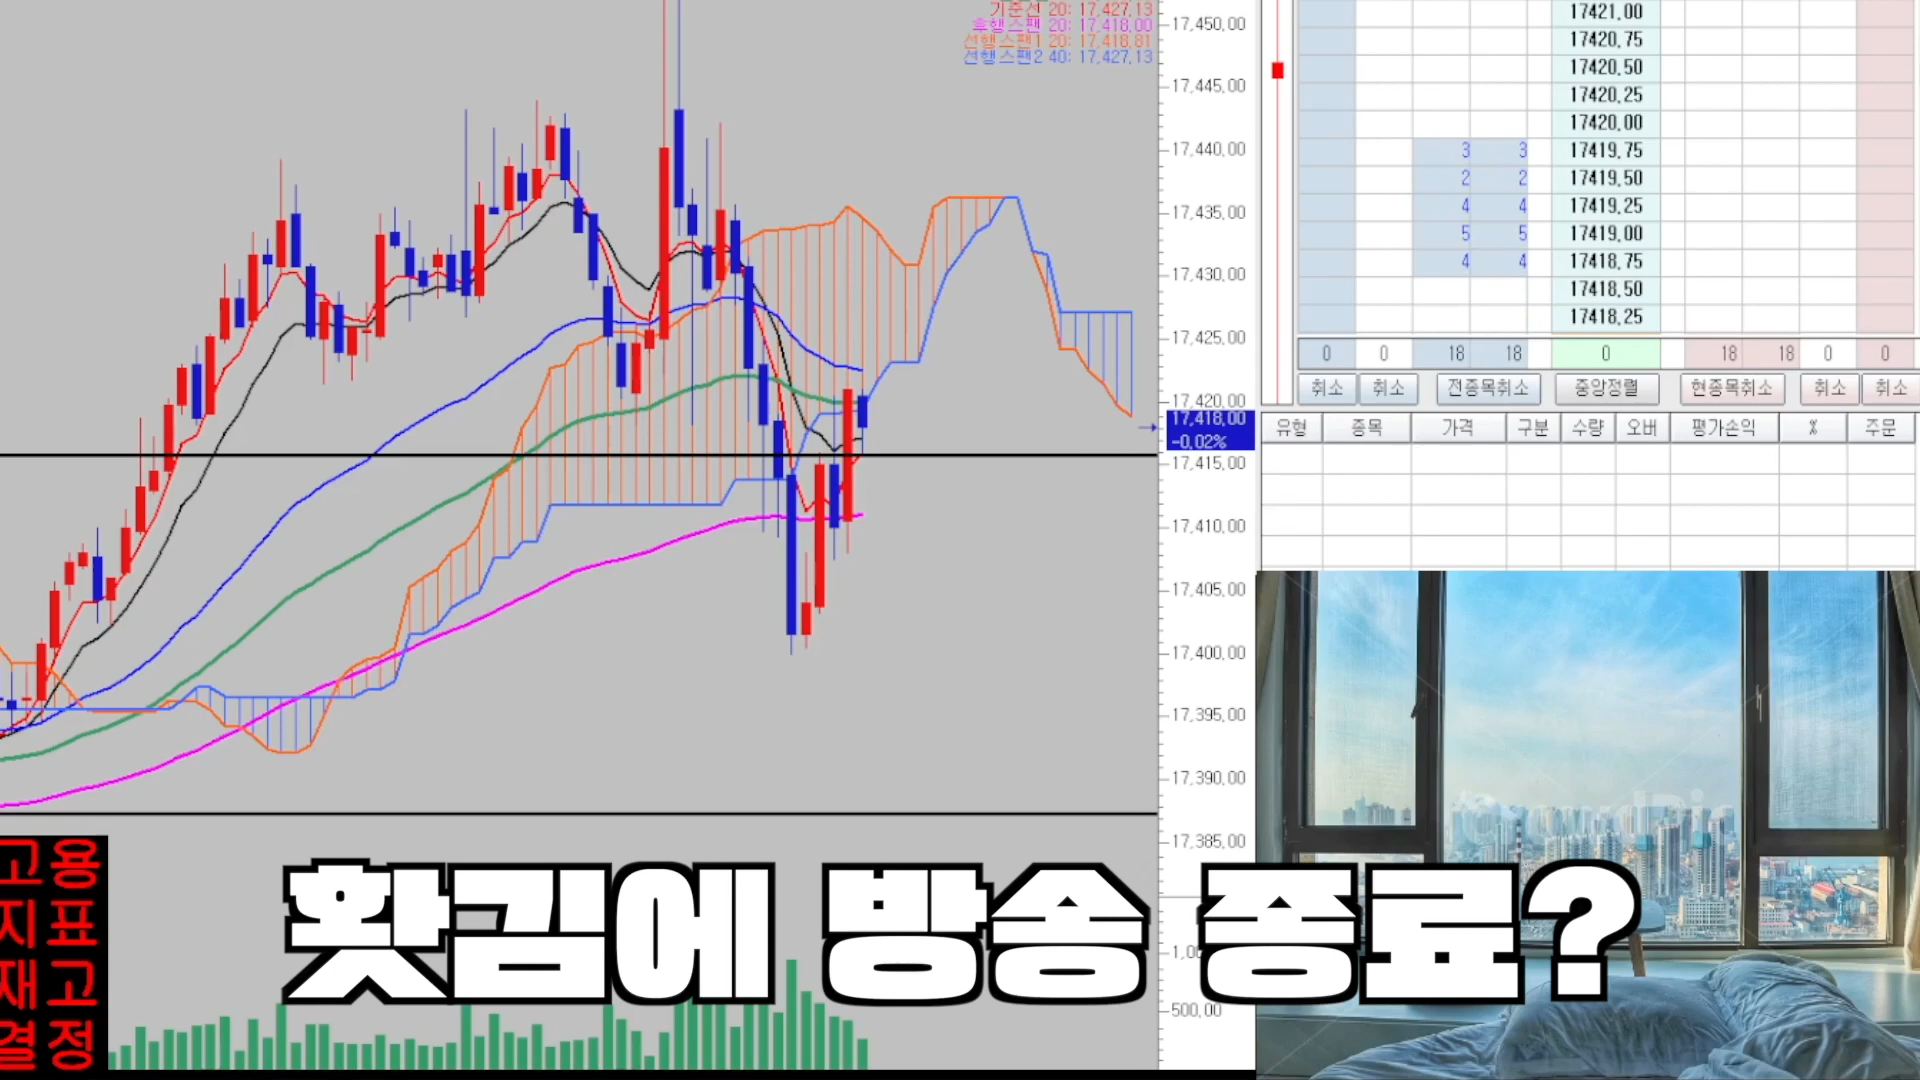 기준선 20: 17,427.13
후행스팬 20: 17,418.00
선행스팬1 20: 17,418.81
선행스팬2 40: 17,427.13
17,450.00
17,445.00
17,440.00
17,435.00
17,430.00
17,425.00
17,420.00
17,418.00
-0.02%
17,415.00
17,410.00
17,405.00
17,400.00
17,395.00
17,390.00
17,385.00
500.00
17421.00
17420.75
17420.50
17420.25
17420.00
3 3 17419.75
2 2 17419.50
4 4 17419.25
5 5 17419.00
4 4 17418.75
17418.50
17418.25
0 0 18 18 0 18 18 0 0
취소 취소 전종목취소 중앙정렬 현종목취소 취소 취소
유형 종목 가격 구분 수량 오버 평가손익 % 주문
고용
지표
재고
결정
홧김에 방송 종료?